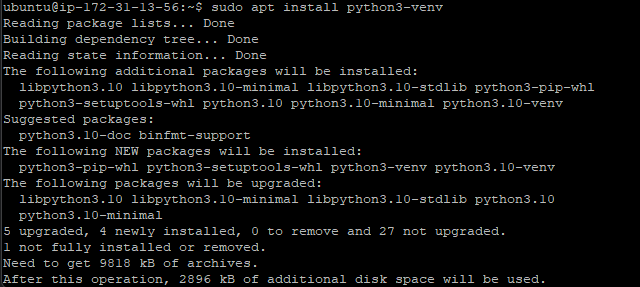 ubuntu@ip-172-31-13-56:~$ sudo apt install python3-venv
Reading package lists... Done
Building dependency tree... Done
Reading state information... Done
The following additional packages will be installed:
  libpython3.10 libpython3.10-minimal libpython3.10-stdlib python3-pip-whl
  python3-setuptools-whl python3.10 python3.10-minimal python3.10-venv
Suggested packages:
  python3.10-doc binfmt-support
The following NEW packages will be installed:
  python3-pip-whl python3-setuptools-whl python3-venv python3.10-venv
The following packages will be upgraded:
  libpython3.10 libpython3.10-minimal libpython3.10-stdlib python3.10
  python3.10-minimal
5 upgraded, 4 newly installed, 0 to remove and 27 not upgraded.
1 not fully installed or removed.
Need to get 9818 kB of archives.
After this operation, 2896 kB of additional disk space will be used.